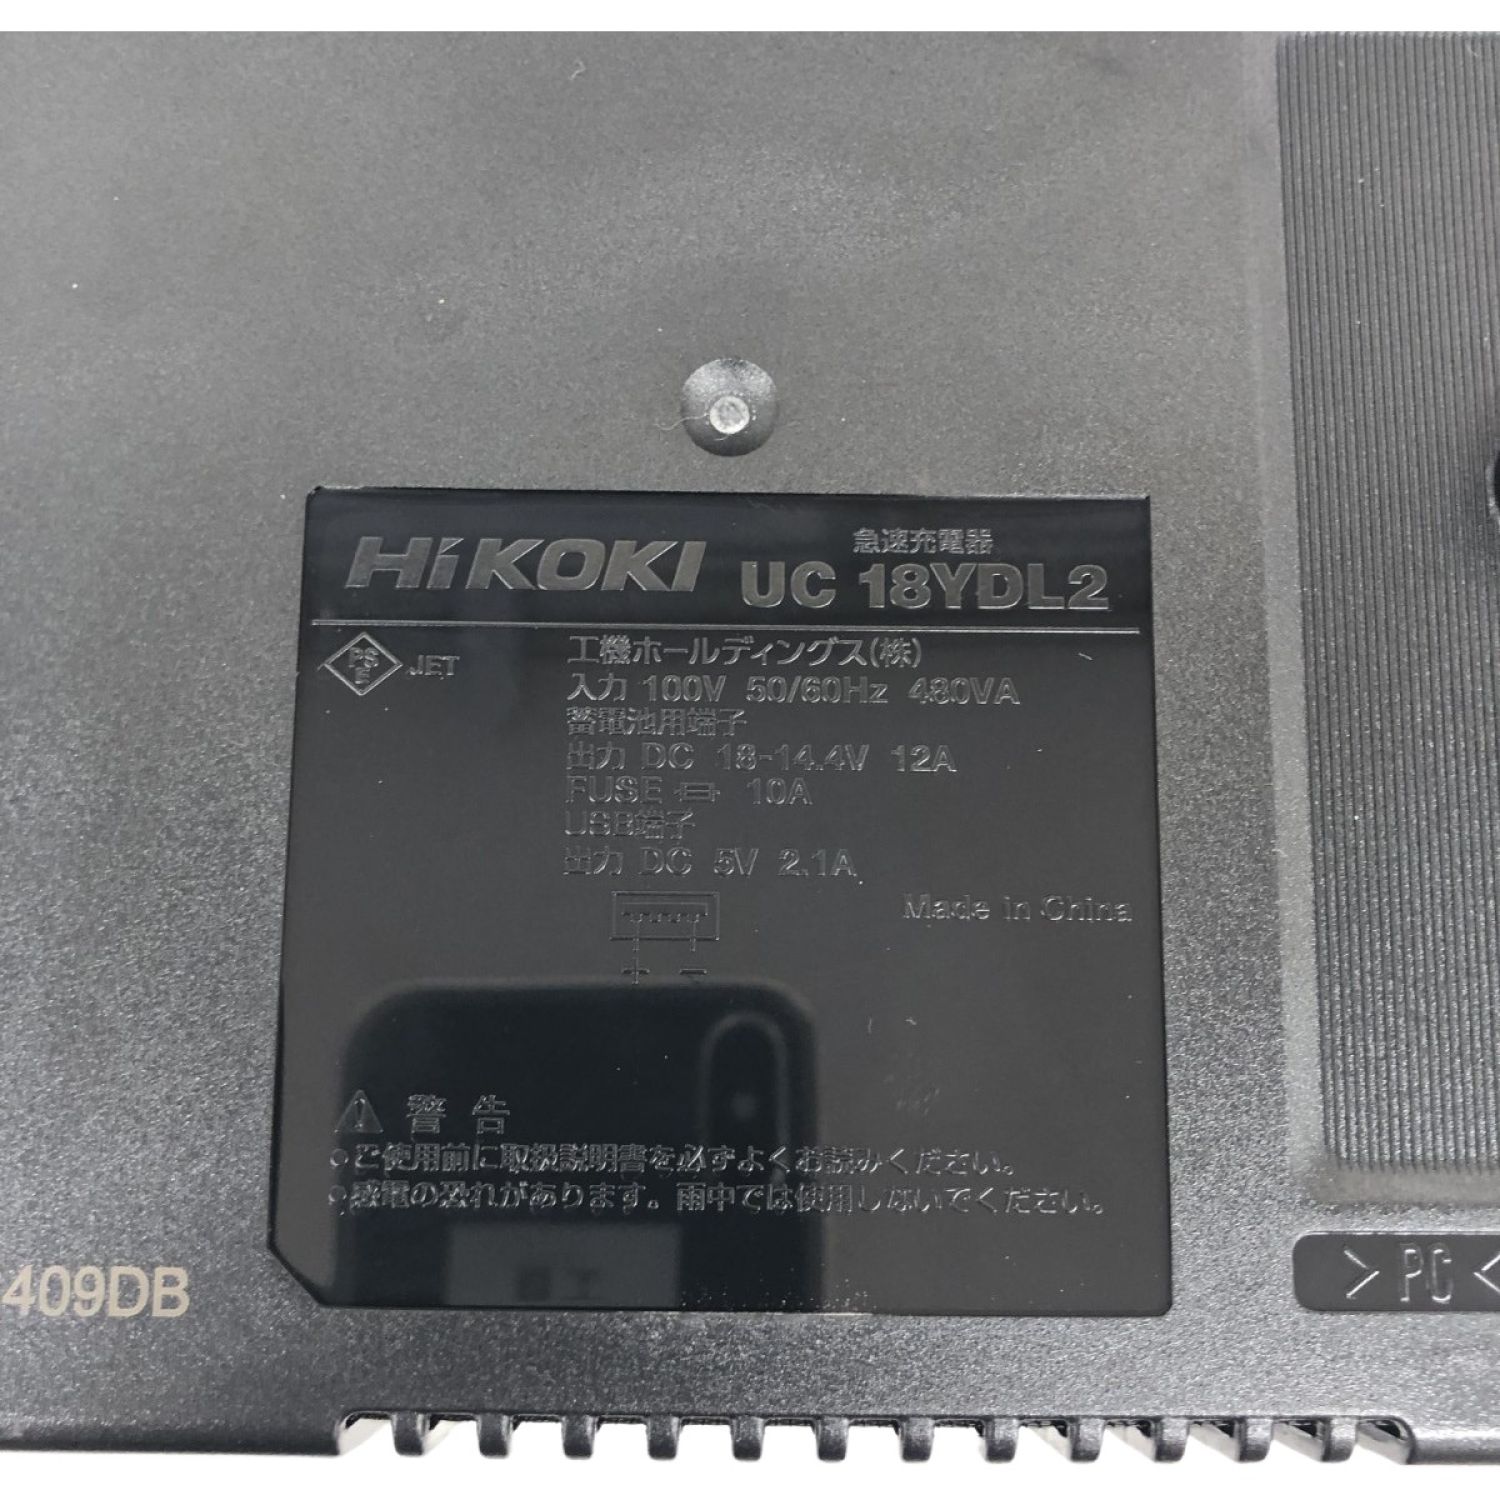 HiKOKI 急速充電器
UC 18YDL2
PS
E JET
工機ホールディングス(株)
入力 100V 50/60Hz 480VA
蓄電池用端子
出力 DC 18-14.4V 12A
FUSE 10A
USB端子
出力 DC 5V 2.1A
Made in China
+ −
警告
●ご使用前に取扱説明書を必ずよくお読みください。
●感電の恐れがあります。雨中では使用しないでください。
409DB
>PC<